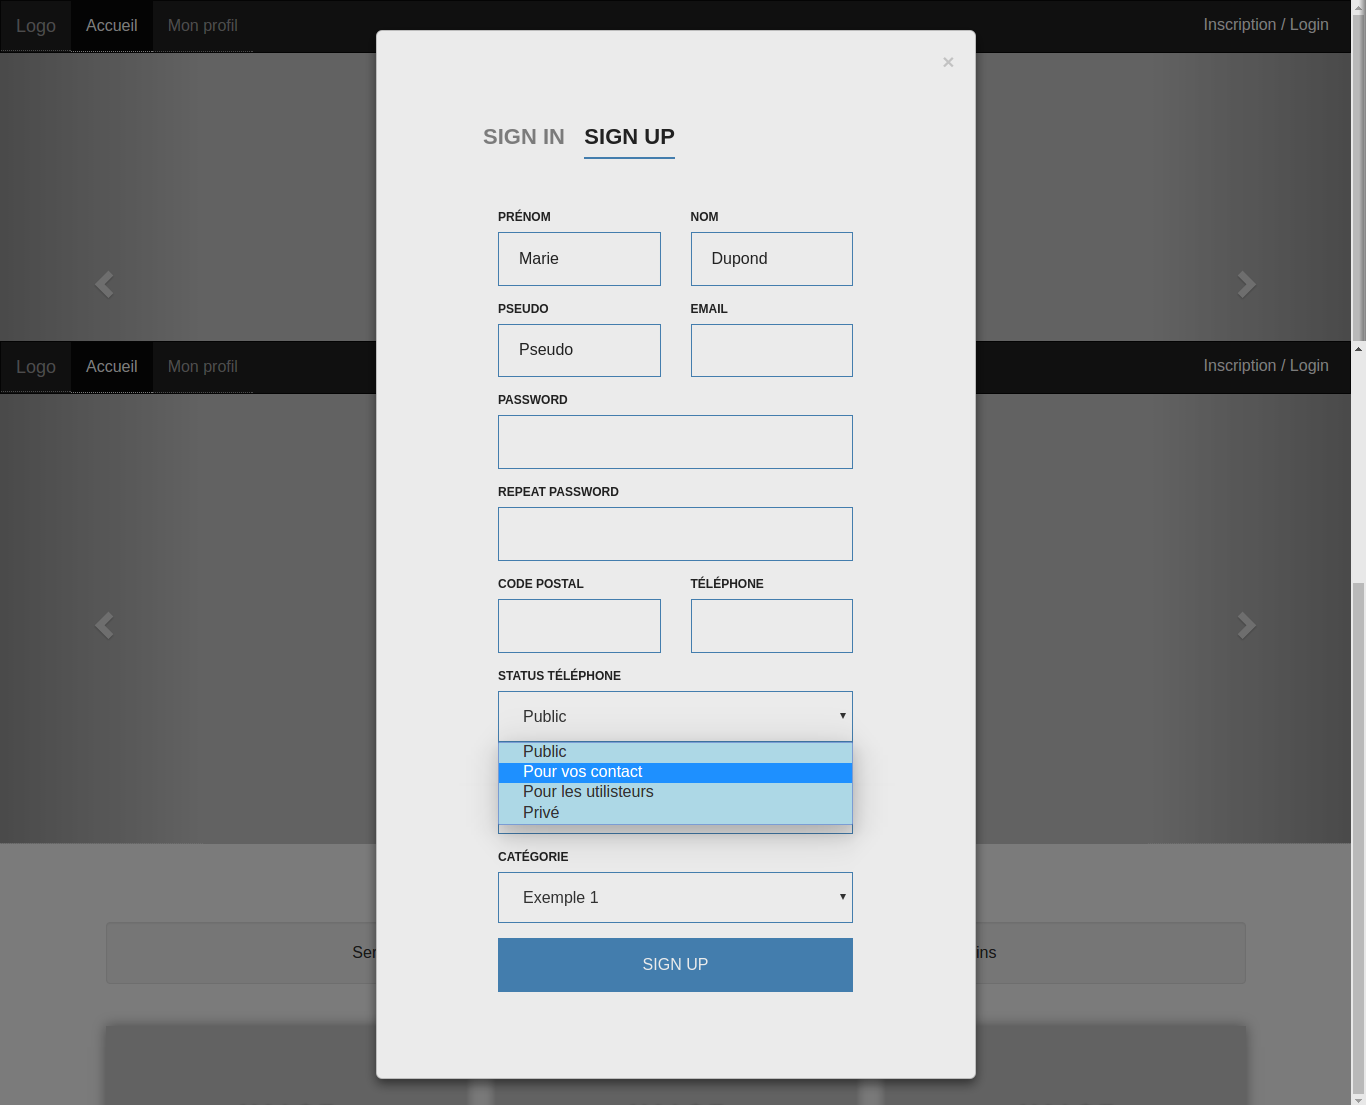 Logo Accueil Mon profil Inscription / Login
×
SIGN IN SIGN UP
PRÉNOM NOM
Marie Dupond
PSEUDO EMAIL
Pseudo
Logo Accueil Mon profil Inscription / Login
PASSWORD
REPEAT PASSWORD
CODE POSTAL TÉLÉPHONE
STATUS TÉLÉPHONE
Public
Public
Pour vos contact
Pour les utilisteurs
Privé
CATÉGORIE
Exemple 1
SIGN UP